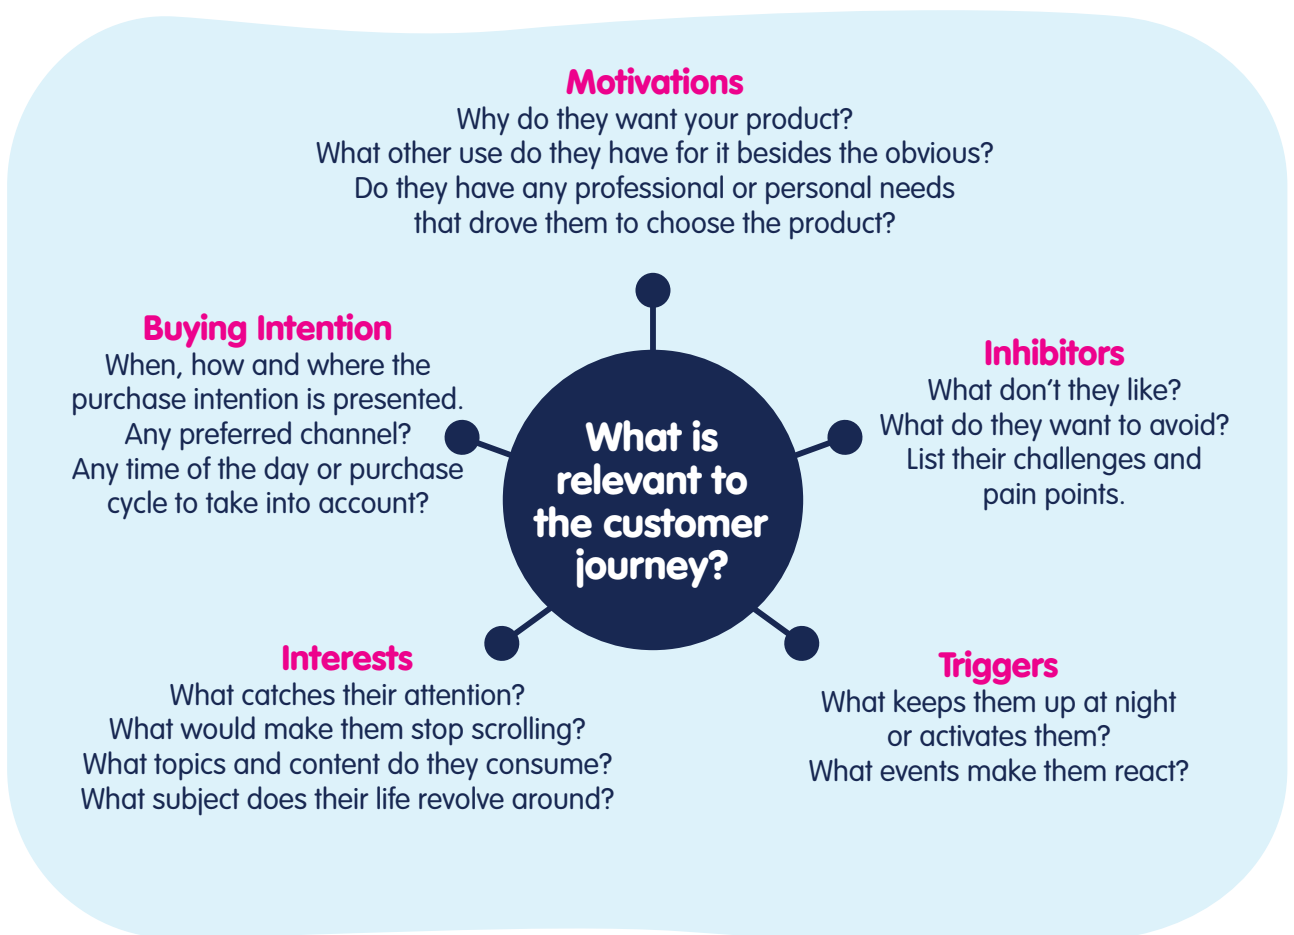 Motivations
Why do they want your product?
What other use do they have for it besides the obvious?
Do they have any professional or personal needs
that drove them to choose the product?
Buying Intention
When, how and where the
purchase intention is presented.
Any preferred channel?
Any time of the day or purchase
cycle to take into account?
What is
relevant to
the customer
journey?
Inhibitors
What don't they like?
What do they want to avoid?
List their challenges and
pain points.
Interests
What catches their attention?
What would make them stop scrolling?
What topics and content do they consume?
What subject does their life revolve around?
Triggers
What keeps them up at night
or activates them?
What events make them react?